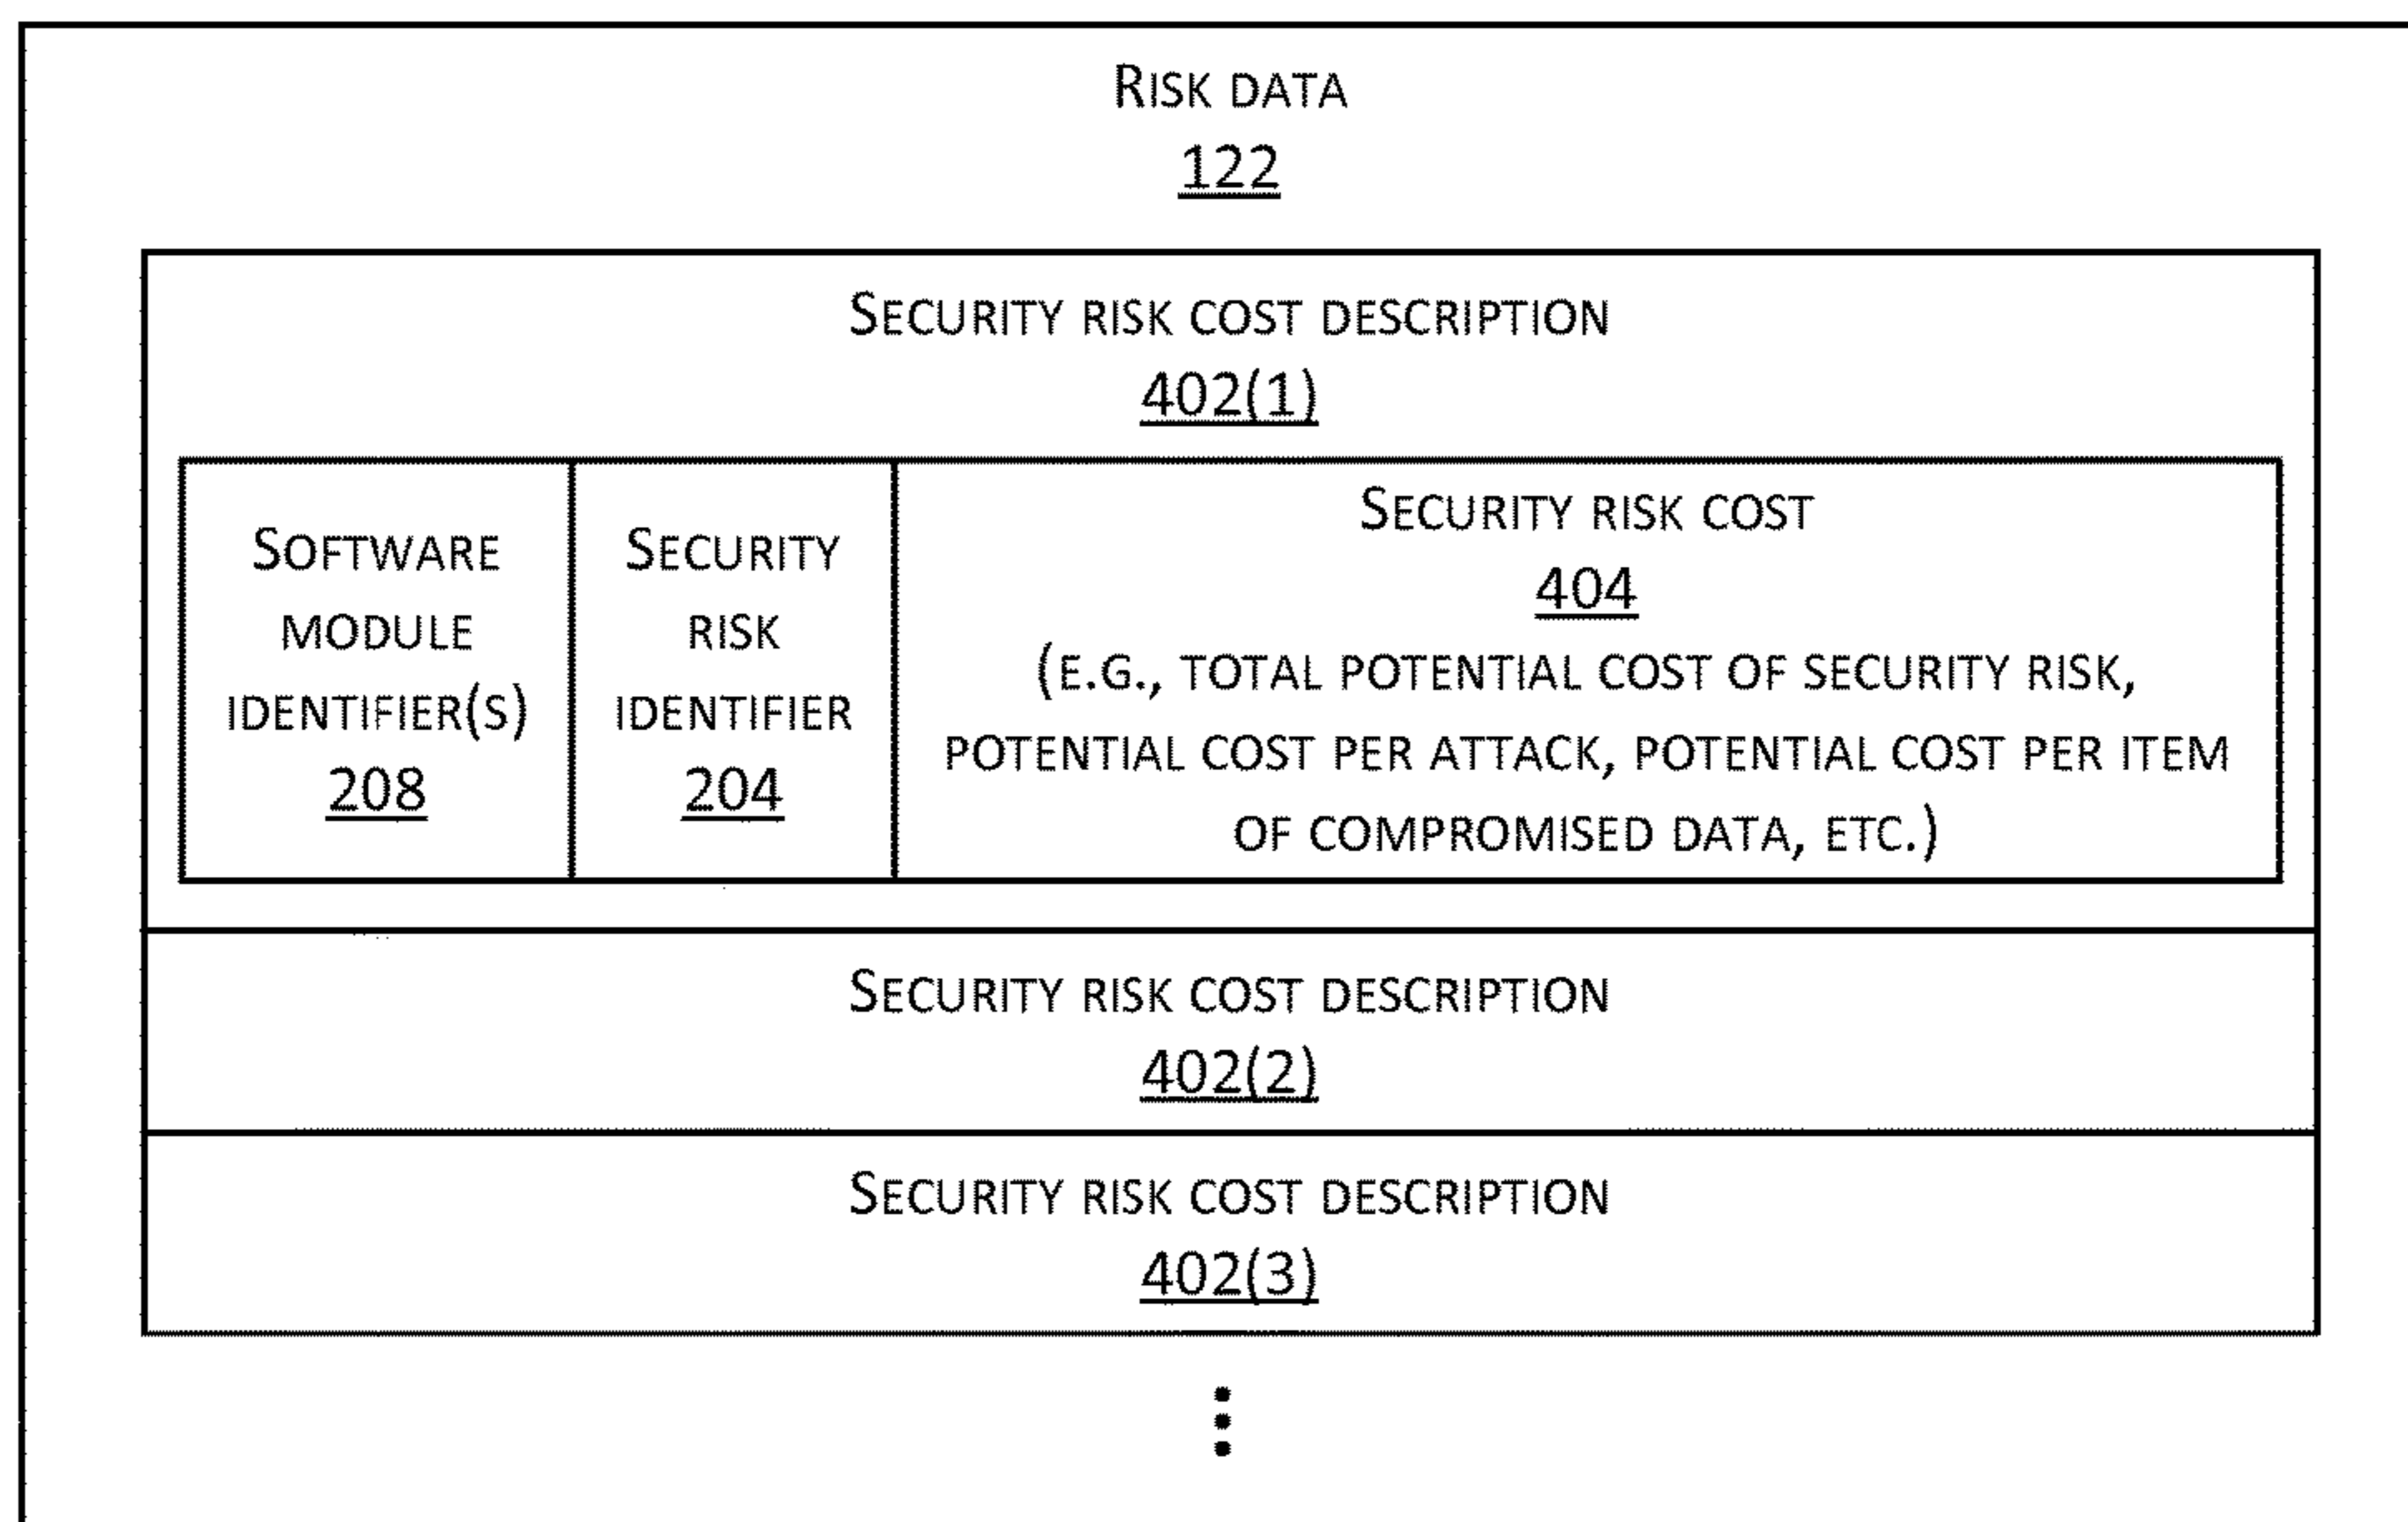 RISK DATA
122
SECURITY RISK COST DESCRIPTION
402(1)
SOFTWARE
MODULE
IDENTIFIER(S)
208
SECURITY
RISK
IDENTIFIER
204
SECURITY RISK COST
404
(E.G., TOTAL POTENTIAL COST OF SECURITY RISK,
POTENTIAL COST PER ATTACK, POTENTIAL COST PER ITEM
OF COMPROMISED DATA, ETC.)
SECURITY RISK COST DESCRIPTION
402(2)
SECURITY RISK COST DESCRIPTION
402(3)